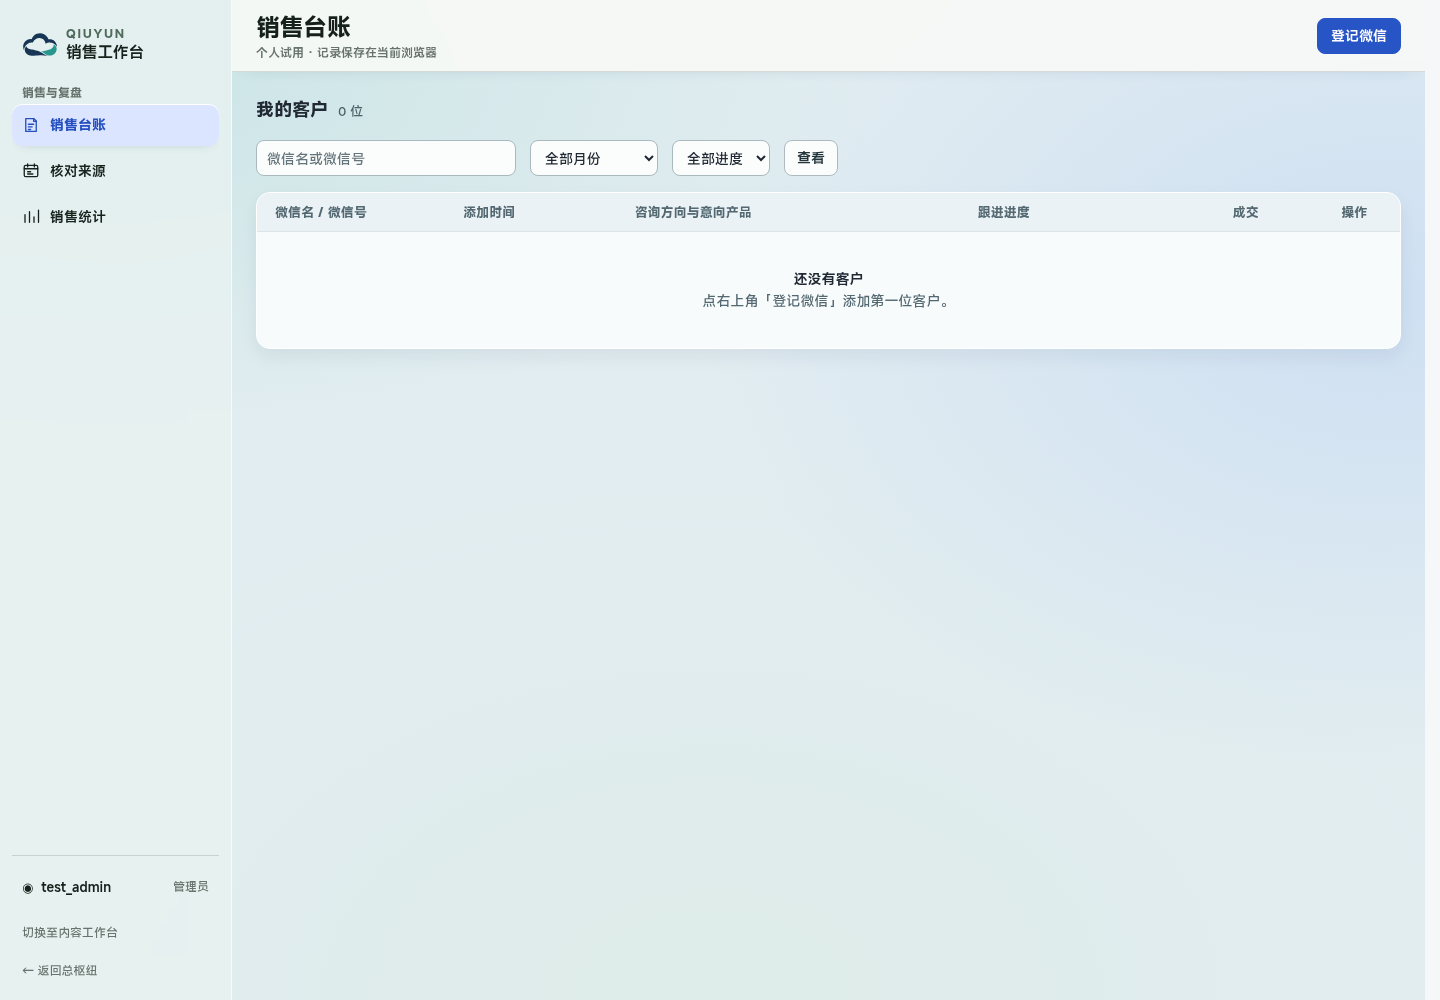 QIUYUN
销售工作台
销售与复盘
销售台账
核对来源
销售统计
test_admin
管理员
切换至内容工作台
← 返回总枢纽
销售台账
个人试用 · 记录保存在当前浏览器
登记微信
我的客户 0 位
微信名或微信号
全部月份
全部进度
查看
微信名 / 微信号 添加时间 咨询方向与意向产品 跟进进度 成交 操作
还没有客户
点右上角「登记微信」添加第一位客户。